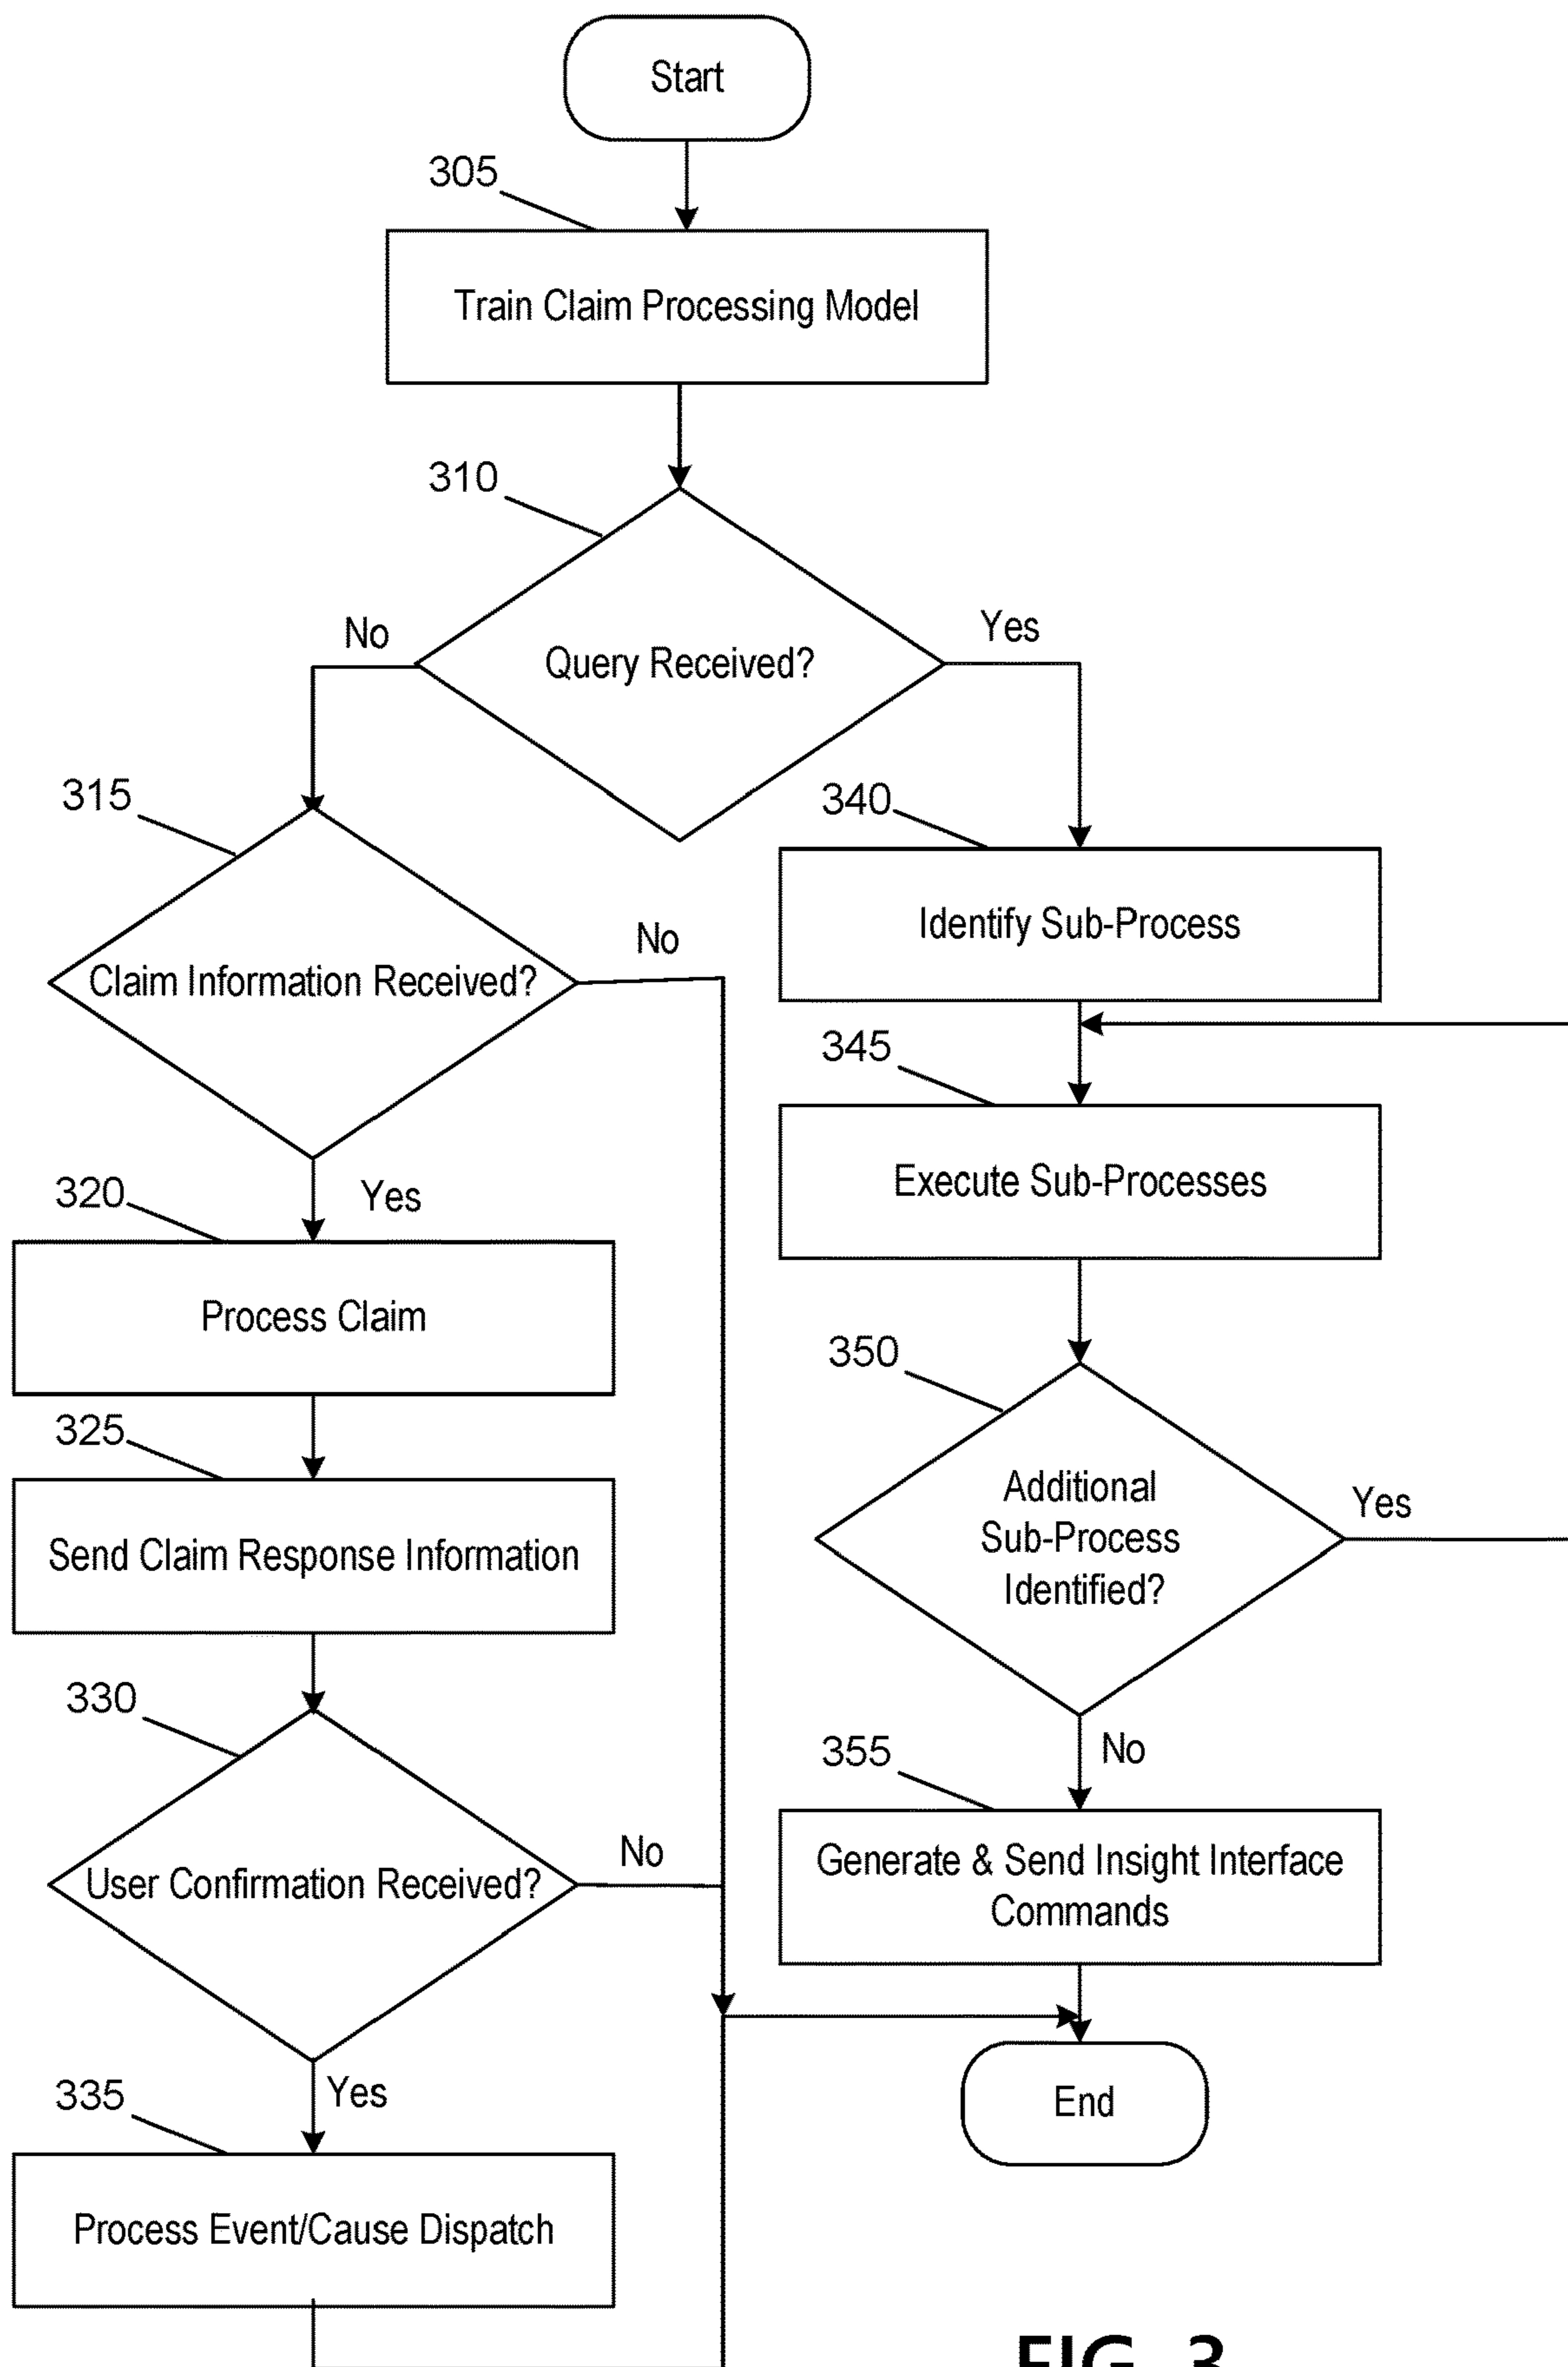 Start
305
Train Claim Processing Model
310
No
Query Received?
Yes
315
340
Claim Information Received?
No
Identify Sub-Process
345
Execute Sub-Processes
320
Yes
Process Claim
350
325
Additional
Sub-Process
Identified?
Yes
Send Claim Response Information
330
No
355
User Confirmation Received?
No
Generate & Send Insight Interface
Commands
335
Yes
End
Process Event/Cause Dispatch
FIG. 3